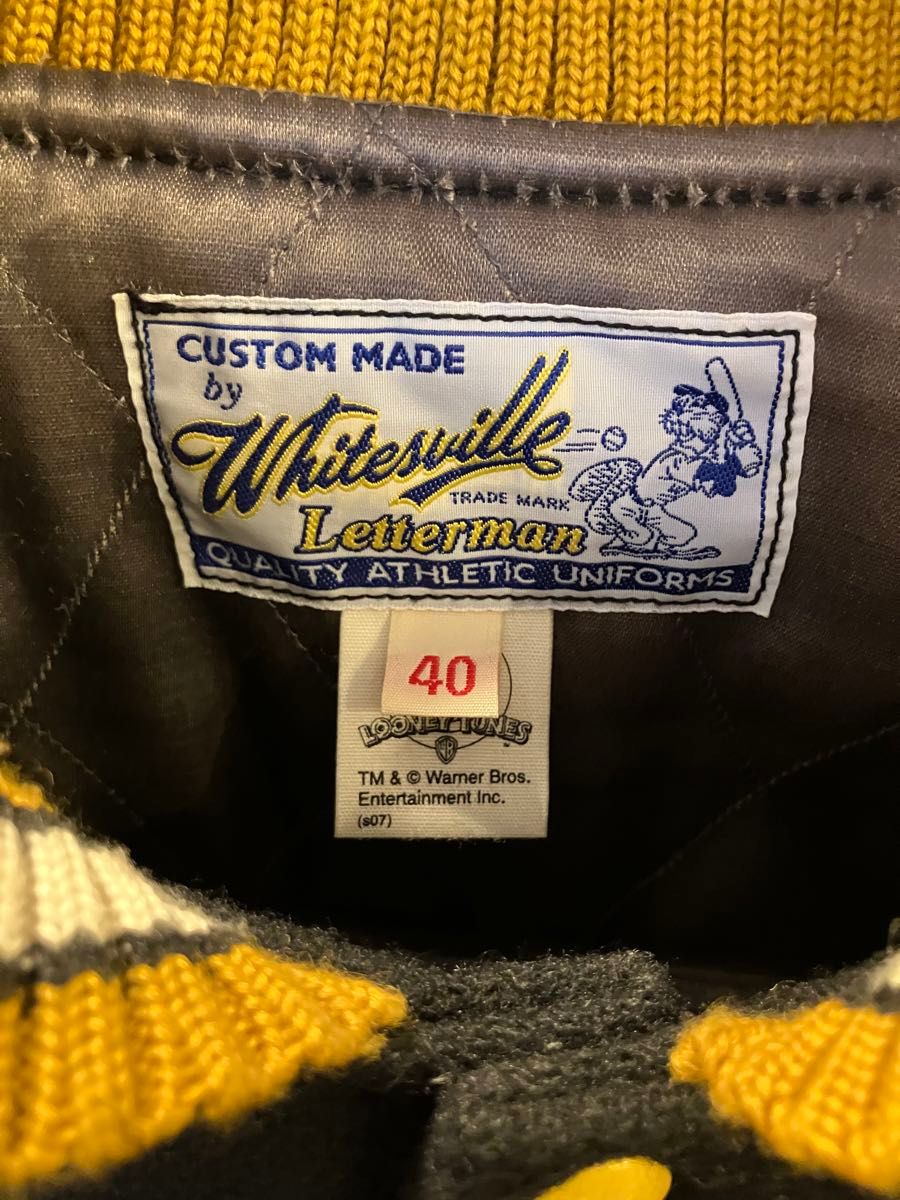 CUSTOM MADE
by
Whitesville
TRADE MARK
Letterman
QUALITY ATHLETIC UNIFORMS
40
LOONEY TUNES
WB
™
TM & © Warner Bros.
Entertainment Inc.
(s07)